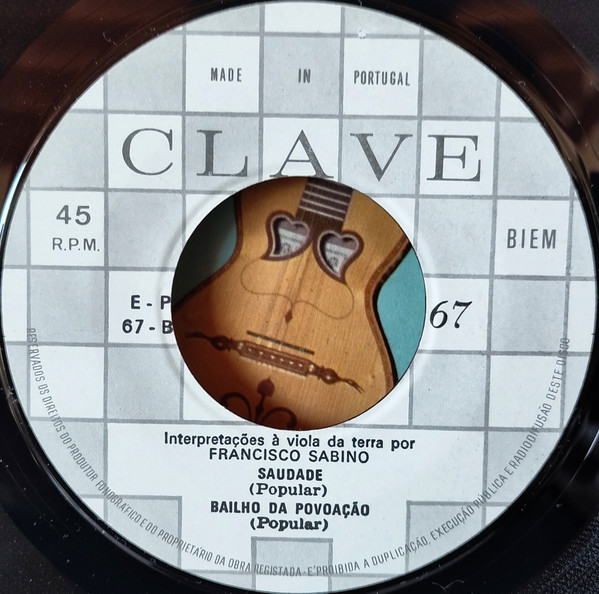 MADE IN PORTUGAL
CLAVE
45
R.P.M.
BIEM
E - P
67 - B
67
Interpretações à viola da terra por
FRANCISCO SABINO
SAUDADE
(Popular)
BAILHO DA POVOAÇÃO
(Popular)
RESERVADOS OS DIREITOS DO PRODUTOR FONOGRÁFICO E DO PROPRIETÁRIO DA OBRA REGISTADA - É PROIBIDA A DUPLICAÇÃO, EXECUÇÃO PÚBLICA E RADIODIFUSÃO DESTE DISCO